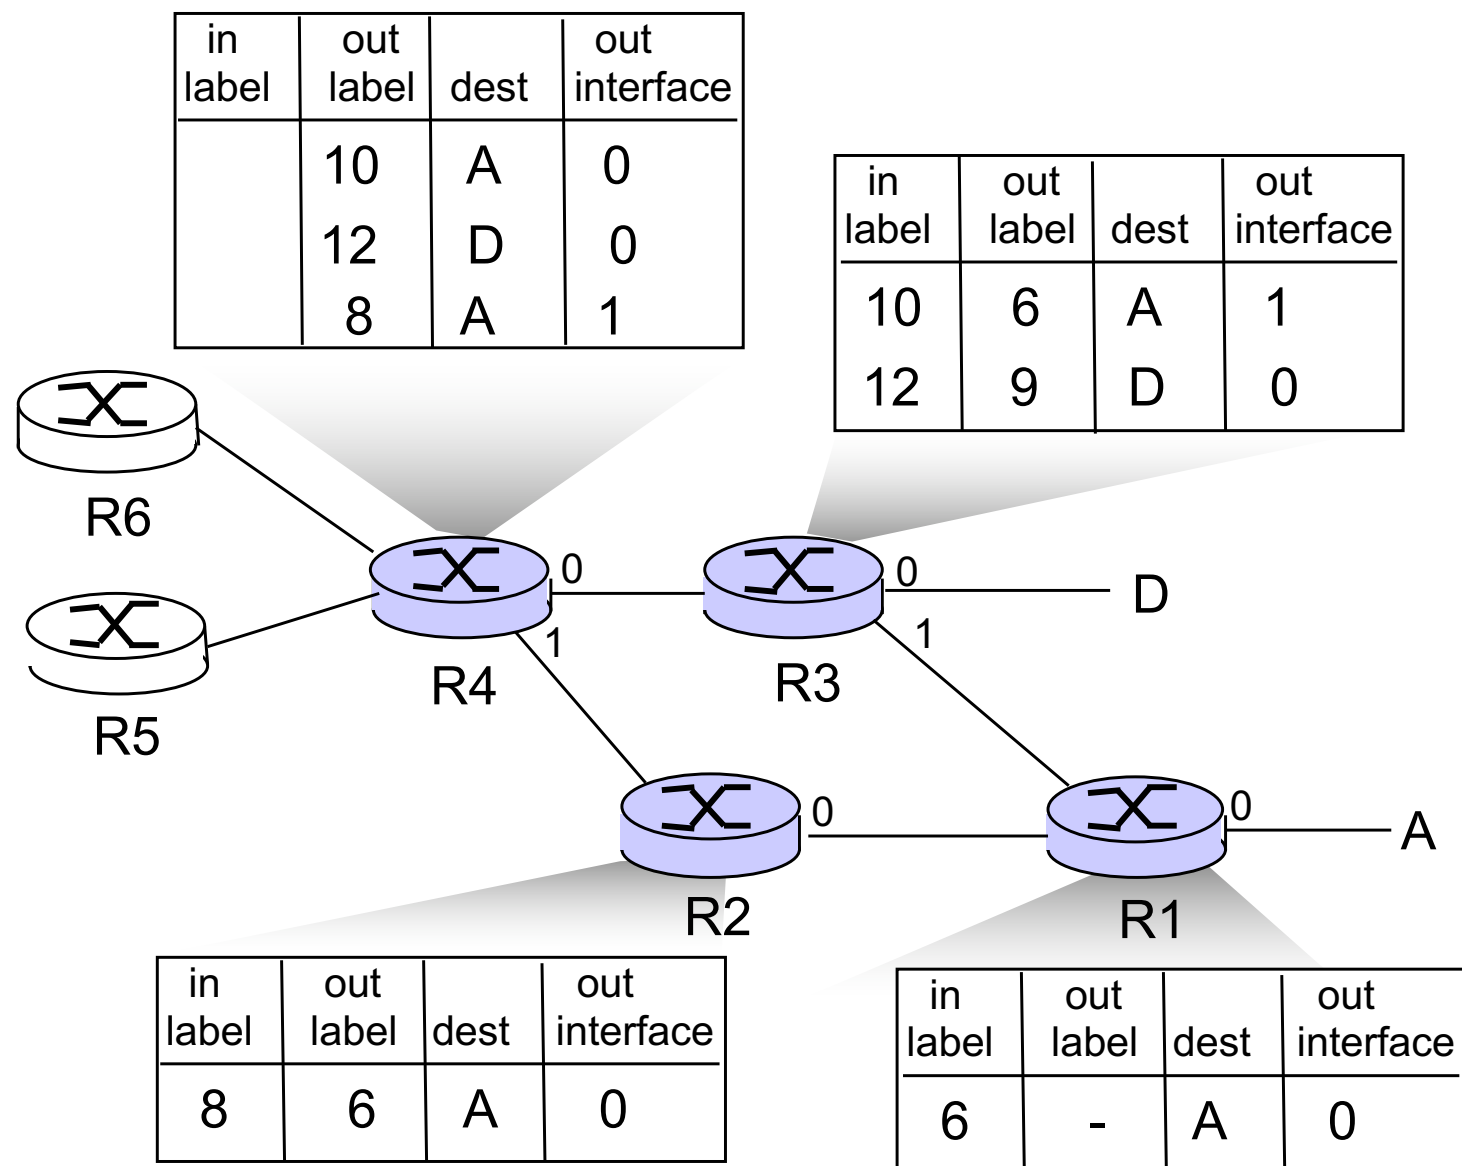 in out out
label label dest interface
10 A 0
12 D 0
8 A 1
in out out
label label dest interface
10 6 A 1
12 9 D 0
R6
0
0
D
1
1
R4
R3
R5
0
0
A
R2
R1
in out out
label label dest interface
8 6 A 0
in out out
label label dest interface
6 - A 0